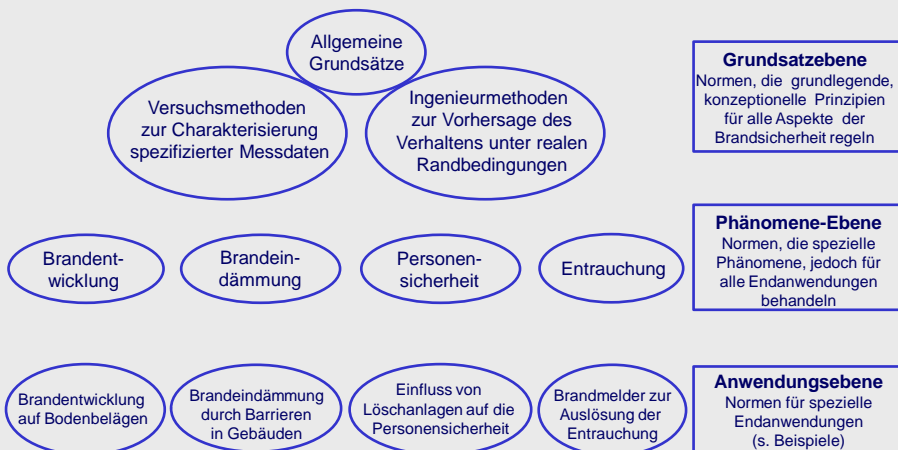 Allgemeine
Grundsätze
Versuchsmethoden
zur Charakterisierung
spezifizierter Messdaten
Ingenieurmethoden
zur Vorhersage des
Verhaltens unter realen
Randbedingungen
Grundsatzebene
Normen, die grundlegende,
konzeptionelle Prinzipien
für alle Aspekte der
Brandsicherheit regeln
Brandent-
wicklung
Brandein-
dämmung
Personen-
sicherheit
Entrauchung
Phänomene-Ebene
Normen, die spezielle
Phänomene, jedoch für
alle Endanwendungen
behandeln
Brandentwicklung
auf Bodenbelägen
Brandeindämmung
durch Barrieren
in Gebäuden
Einfluss von
Löschanlagen auf die
Personensicherheit
Brandmelder zur
Auslösung der
Entrauchung
Anwendungsebene
Normen für spezielle
Endanwendungen
(s. Beispiele)